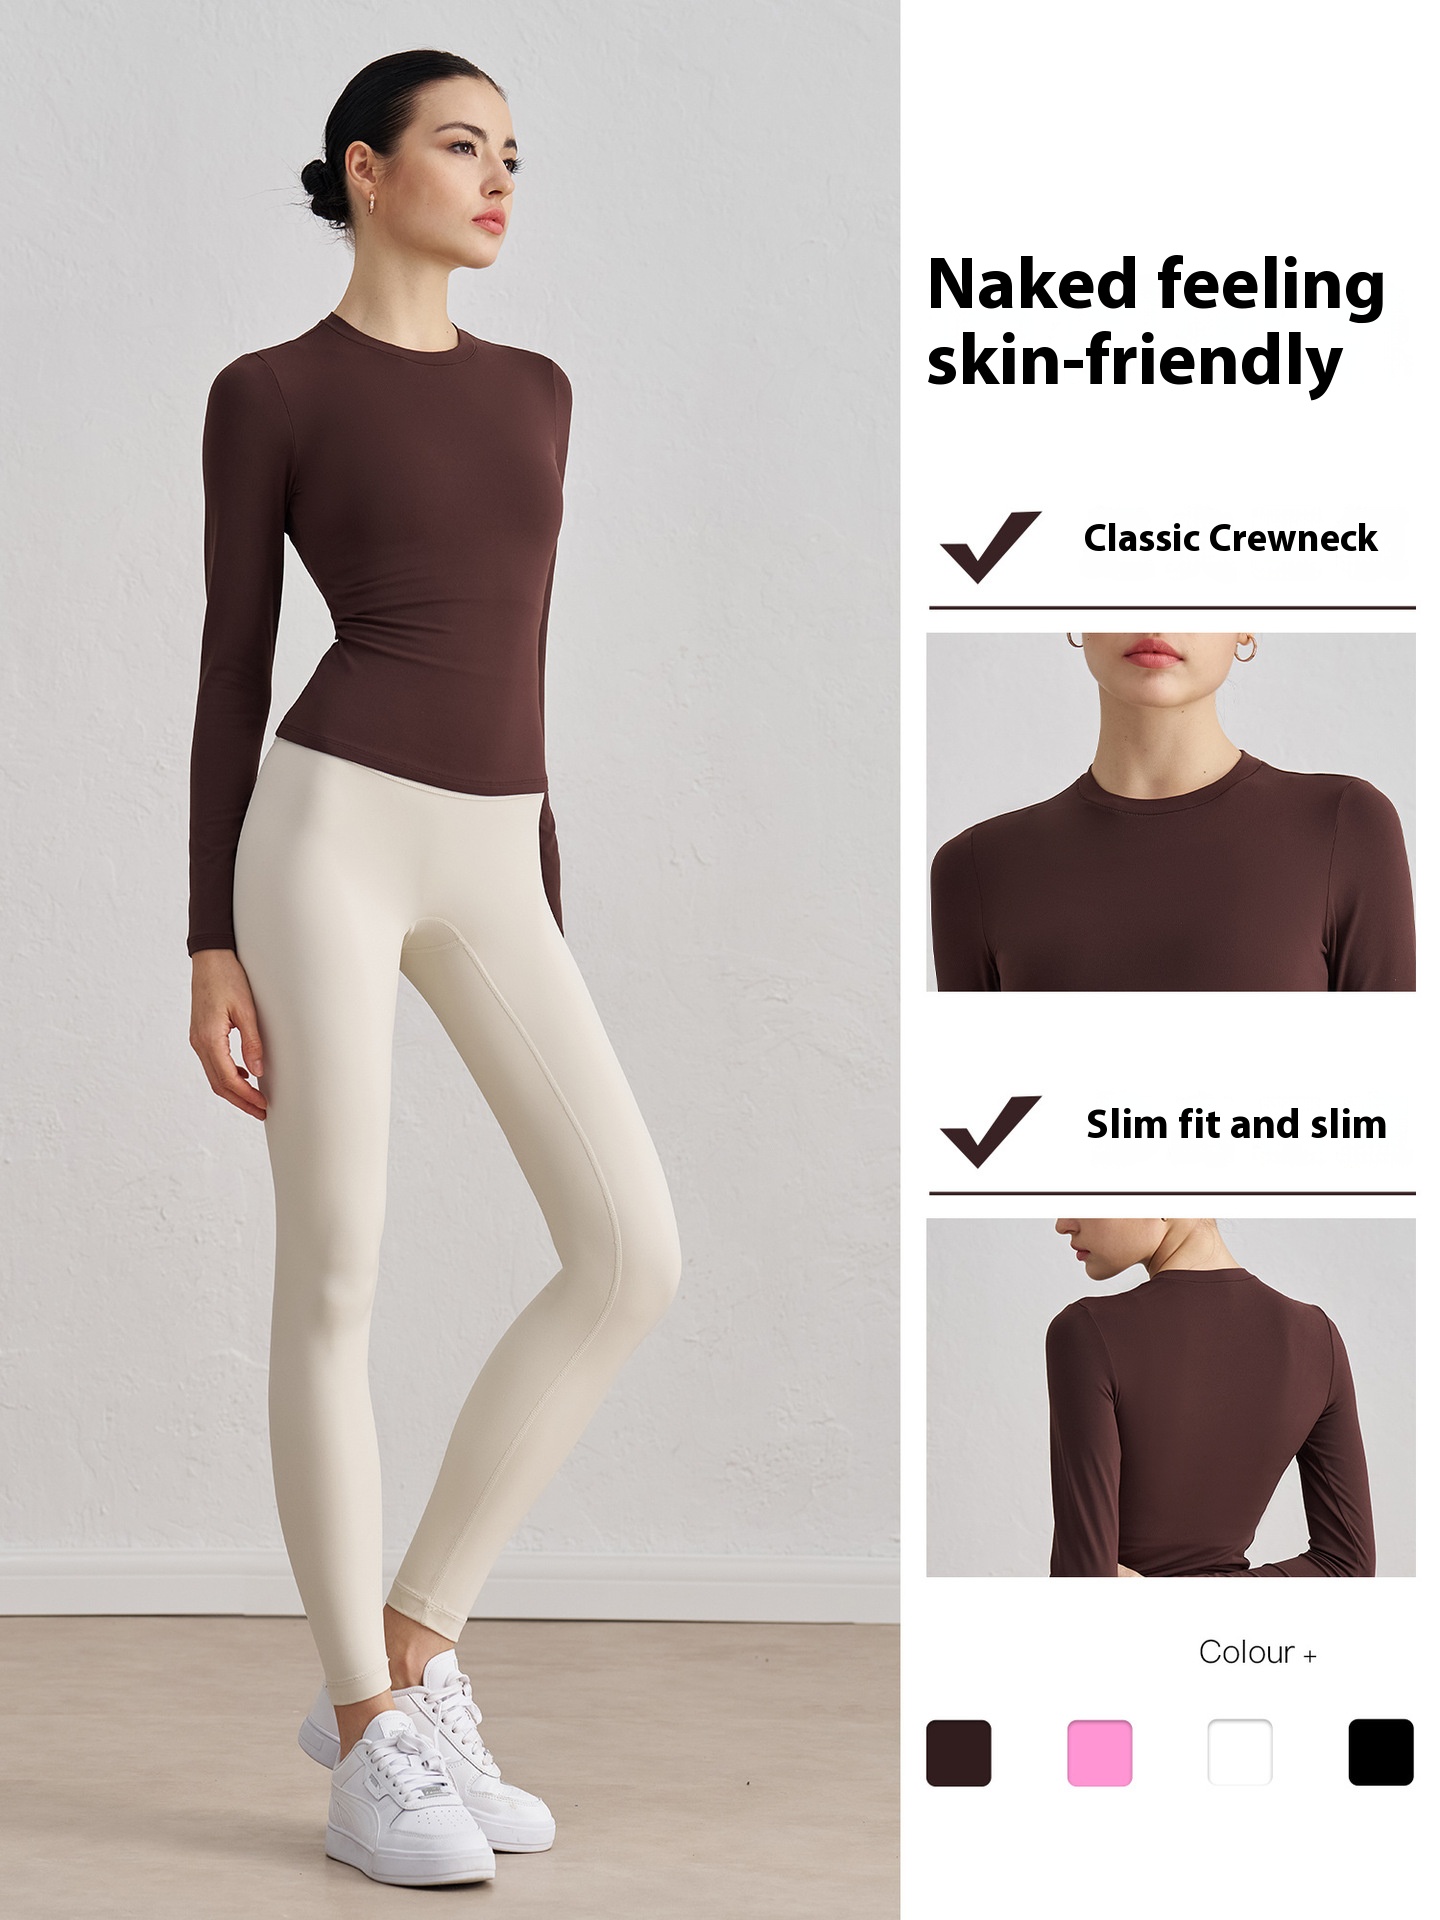 Naked feeling
skin-friendly
Classic Crewneck
Slim fit and slim
Colour +